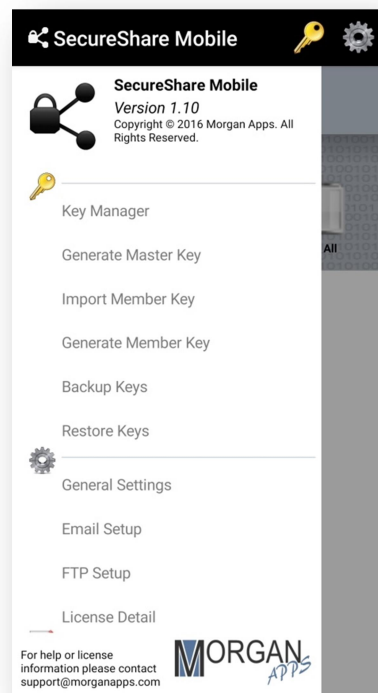 SecureShare Mobile
SecureShare Mobile
Version 1.10
Copyright © 2016 Morgan Apps. All
Rights Reserved.
Key Manager
Generate Master Key
All
Import Member Key
Generate Member Key
Backup Keys
Restore Keys
General Settings
Email Setup
FTP Setup
License Detail
For help or license
information please contact
support@morganapps.com
MORGAN
APPS